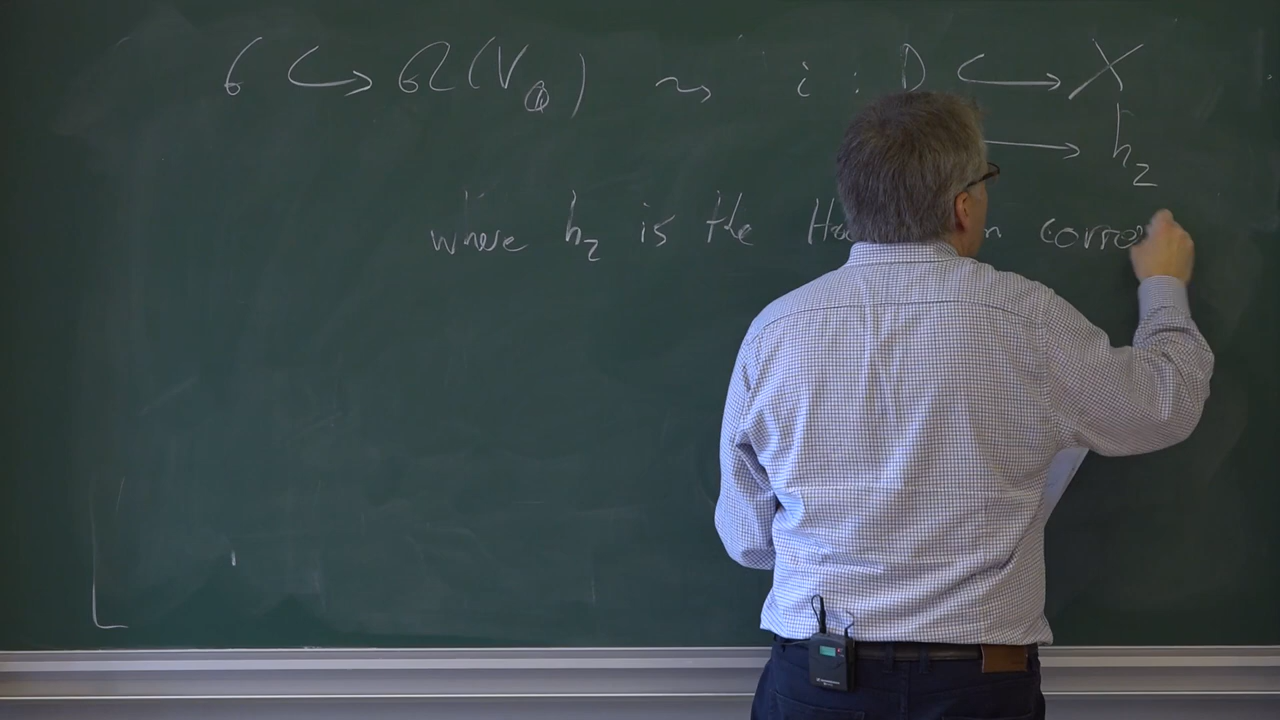 G ↪ GL(V_Q) ⇝ i : D ↪ X
⟶ h_z
where h_z is the